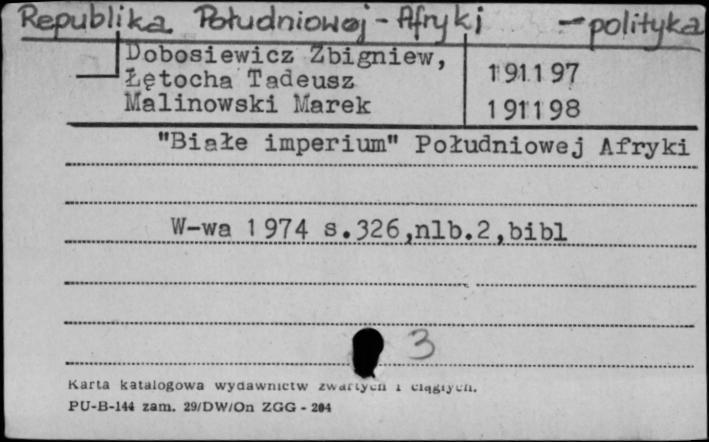 Republika Południowej - Afryki - polityka
Dobosiewicz Zbigniew,
Łętocha Tadeusz
Malinowski Marek
191197
191198
"Białe imperium" Południowej Afryki
W-wa 1974 s.326,nlb.2,bibl
3
Karta katalogowa wydawnictw zwartych i ciągłych.
PU-B-144 zam. 29/DW/On ZGG - 204